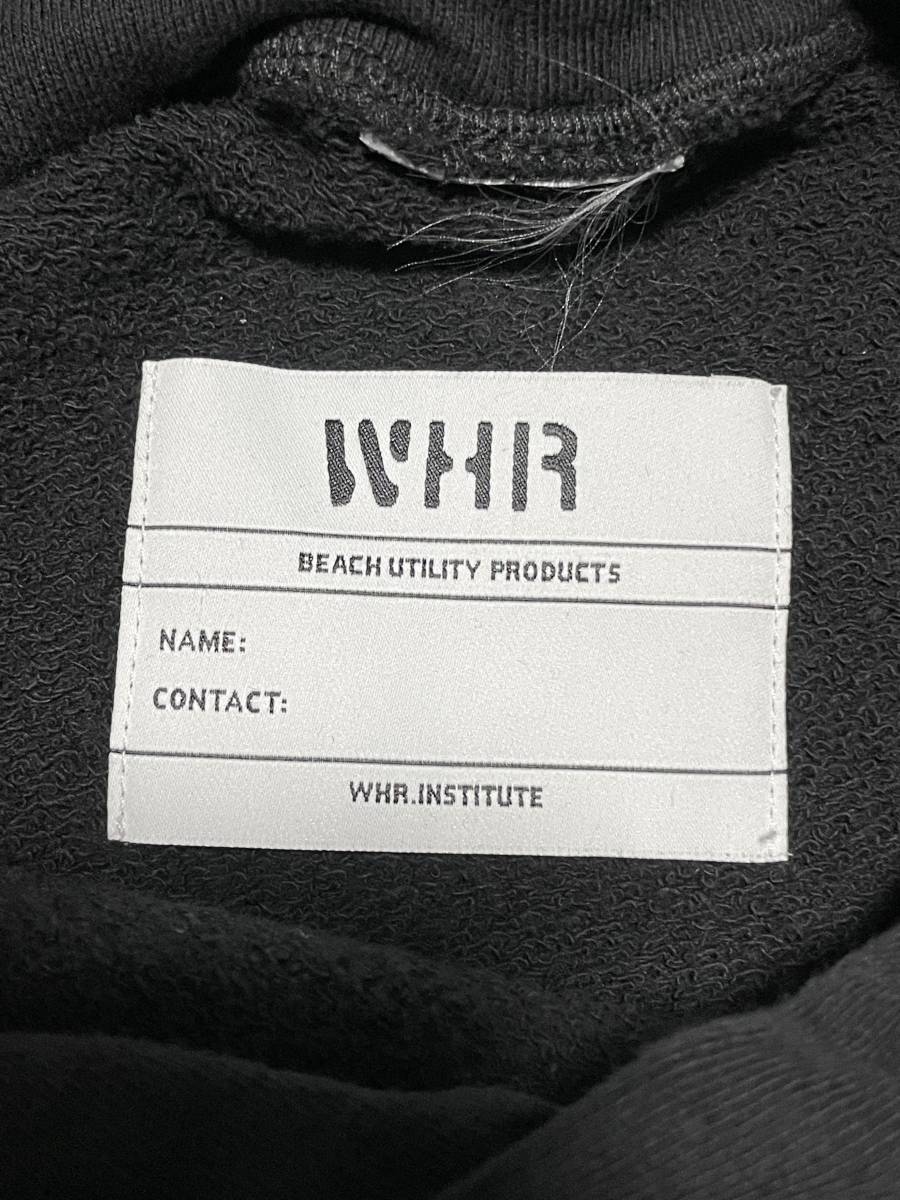 WHR
BEACH UTILITY PRODUCTS
NAME:
CONTACT:
WHR.INSTITUTE